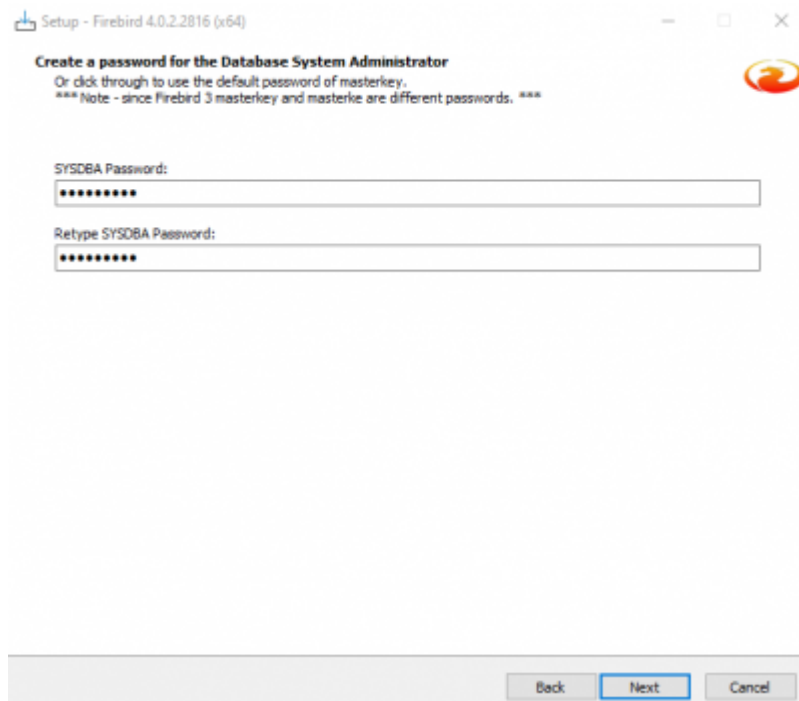 Setup - Firebird 4.0.2.2816 (x64)
Create a password for the Database System Administrator
Or click through to use the default password of masterkey.
*** Note - since Firebird 3 masterkey and masterke are different passwords. ***
SYSDBA Password:
●●●●●●●●●
Retype SYSDBA Password:
●●●●●●●●●
Back Next Cancel